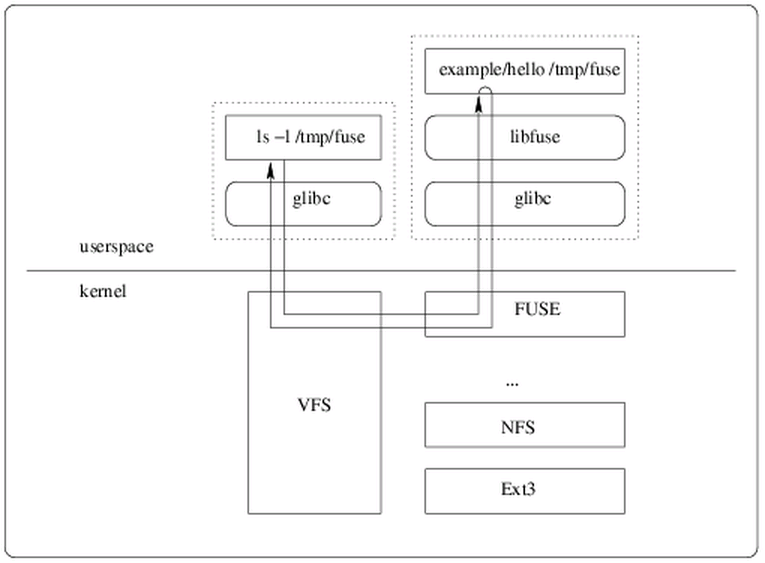 example/hello /tmp/fuse
ls −l /tmp/fuse
libfuse
glibc
glibc
userspace
kernel
FUSE
...
VFS
NFS
Ext3